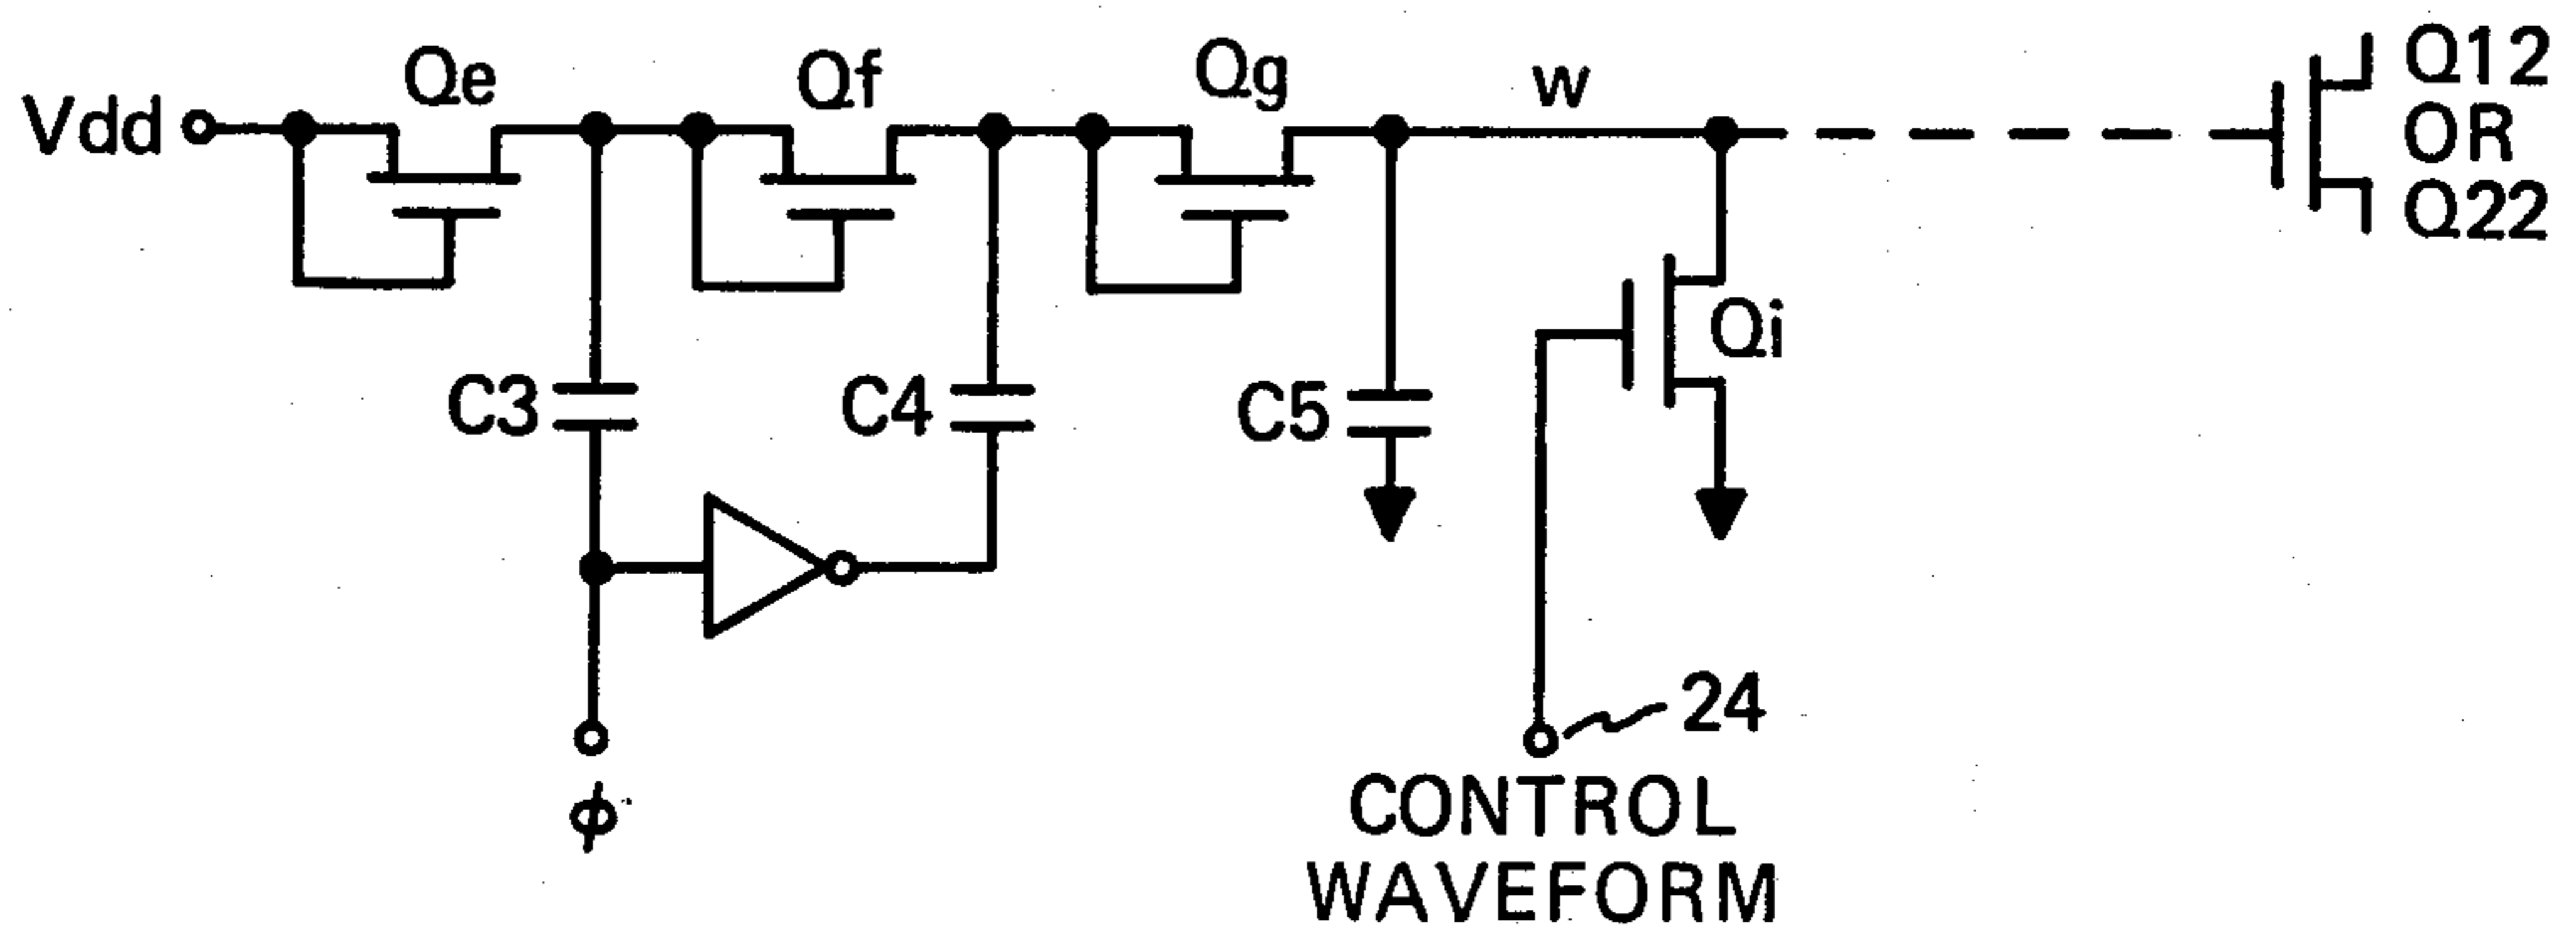 Vdd
Qe
Qf
Qg
w
Q12
OR
Q22
Qi
C3
C4
C5
24
ϕ
CONTROL
WAVEFORM